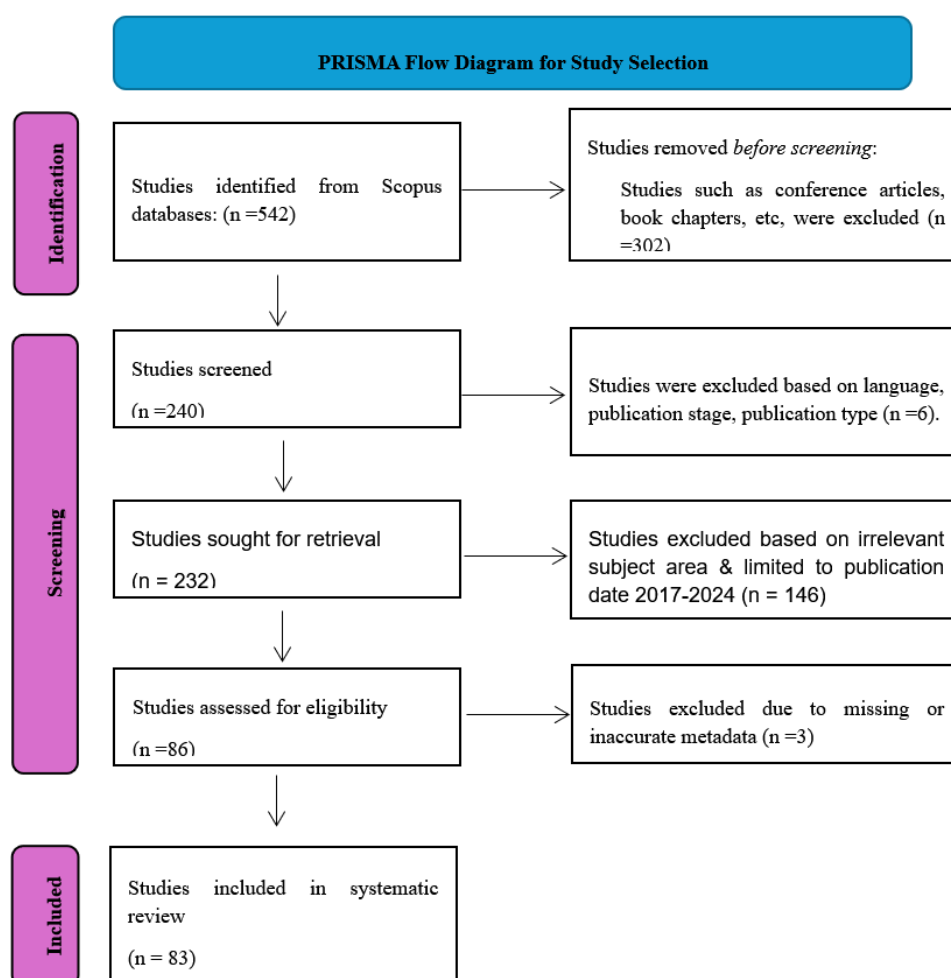 PRISMA Flow Diagram for Study Selection
Identification
Studies identified from Scopus
databases: (n =542)
Studies removed before screening:
Studies such as conference articles,
book chapters, etc, were excluded (n
=302)
Screening
Studies screened
(n =240)
Studies were excluded based on language,
publication stage, publication type (n =6).
Studies sought for retrieval
(n = 232)
Studies excluded based on irrelevant
subject area & limited to publication
date 2017-2024 (n = 146)
Studies assessed for eligibility
(n =86)
Studies excluded due to missing or
inaccurate metadata (n =3)
Included
Studies included in systematic
review
(n = 83)